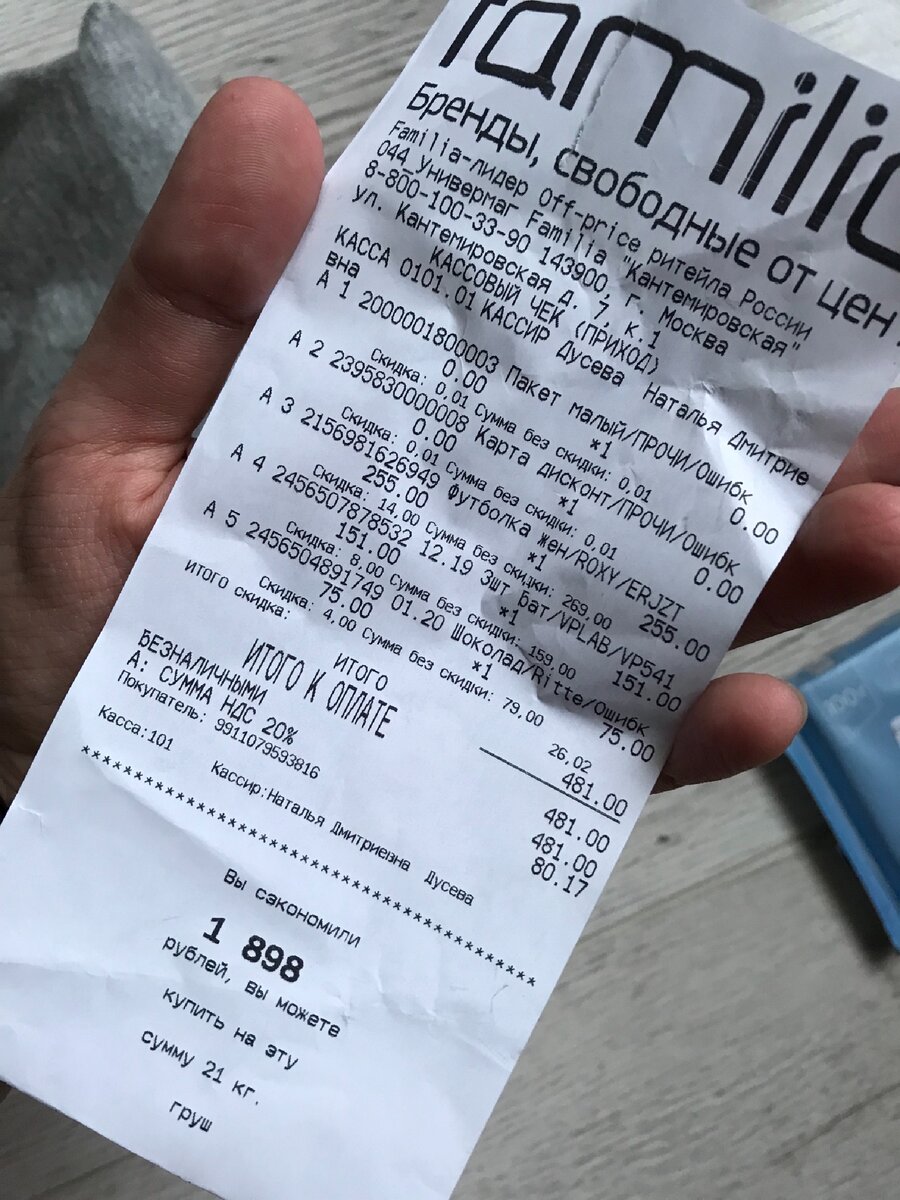 familia
Бренды, свободные от цен
Familia-лидер Off-price ритейла России
044 Универмаг Familia "Кантемировская"
8-800-100-33-90 143900, г. Москва
ул. Кантемировская д. 7, к.1
КАССОВЫЙ ЧЕК (ПРИХОД)
КАССА 0101.01 КАССИР Дусева Наталья Дмитрие
вна
А 1 2000001800003 Пакет малый/ПРОЧИ/Ошибк
0.00 *1 0.00
Скидка: 0,01 Сумма без скидки: 0,01
А 2 2395830000008 Карта дисконт/ПРОЧИ/Ошибк
0.00 *1 0.00
Скидка: 0,01 Сумма без скидки: 0,01
А 3 2156981626949 Футболка жен/ROXY/ERJZT
255.00 *1 255.00
Скидка: 14,00 Сумма без скидки: 269,00
А 4 2456507878532 12.19 3шт Бат/VPLAB/VP541
151.00 *1 151.00
Скидка: 8,00 Сумма без скидки: 159,00
А 5 2456504891749 01.20 Шоколад/Ritte/Ошибк
75.00 *1 75.00
Скидка: 4,00 Сумма без скидки: 79,00
итого скидка: 26,02
ИТОГО 481.00
ИТОГО К ОПЛАТЕ 481.00
БЕЗНАЛИЧНЫМИ 481.00
А: СУММА НДС 20% 80.17
Покупатель: 9911079593816
Касса:101 Кассир:Наталья Дмитриевна Дусева
******************************************
Вы сэкономили
1 898
рублей, вы можете
купить на эту
сумму 21 кг.
груш